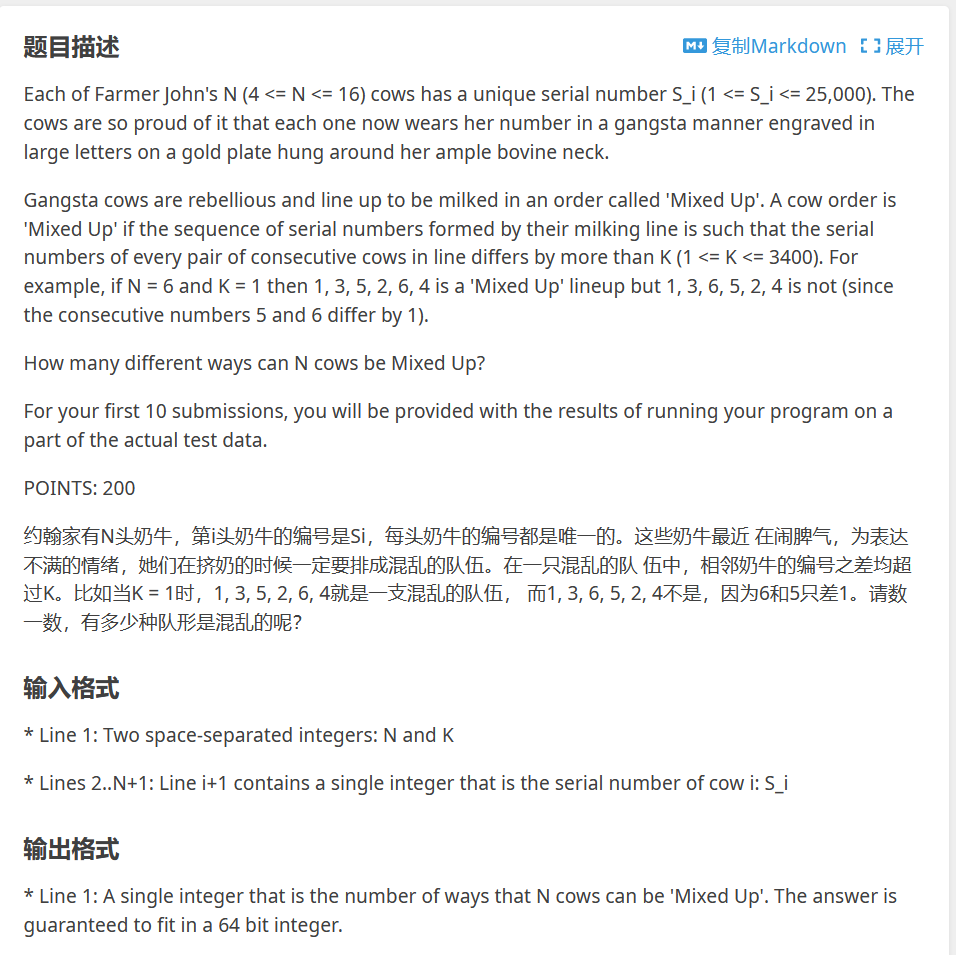 题目描述
M↓ 复制Markdown 展开
Each of Farmer John's N (4 <= N <= 16) cows has a unique serial number S_i (1 <= S_i <= 25,000). The
cows are so proud of it that each one now wears her number in a gangsta manner engraved in
large letters on a gold plate hung around her ample bovine neck.
Gangsta cows are rebellious and line up to be milked in an order called 'Mixed Up'. A cow order is
'Mixed Up' if the sequence of serial numbers formed by their milking line is such that the serial
numbers of every pair of consecutive cows in line differs by more than K (1 <= K <= 3400). For
example, if N = 6 and K = 1 then 1, 3, 5, 2, 6, 4 is a 'Mixed Up' lineup but 1, 3, 6, 5, 2, 4 is not (since
the consecutive numbers 5 and 6 differ by 1).
How many different ways can N cows be Mixed Up?
For your first 10 submissions, you will be provided with the results of running your program on a
part of the actual test data.
POINTS: 200
约翰家有N头奶牛，第i头奶牛的编号是Si，每头奶牛的编号都是唯一的。这些奶牛最近 在闹脾气，为表达
不满的情绪，她们在挤奶的时候一定要排成混乱的队伍。在一只混乱的队 伍中，相邻奶牛的编号之差均超
过K。比如当K = 1时，1, 3, 5, 2, 6, 4就是一支混乱的队伍， 而1, 3, 6, 5, 2, 4不是，因为6和5只差1。请数
一数，有多少种队形是混乱的呢？
输入格式
* Line 1: Two space-separated integers: N and K
* Lines 2..N+1: Line i+1 contains a single integer that is the serial number of cow i: S_i
输出格式
* Line 1: A single integer that is the number of ways that N cows can be 'Mixed Up'. The answer is
guaranteed to fit in a 64 bit integer.